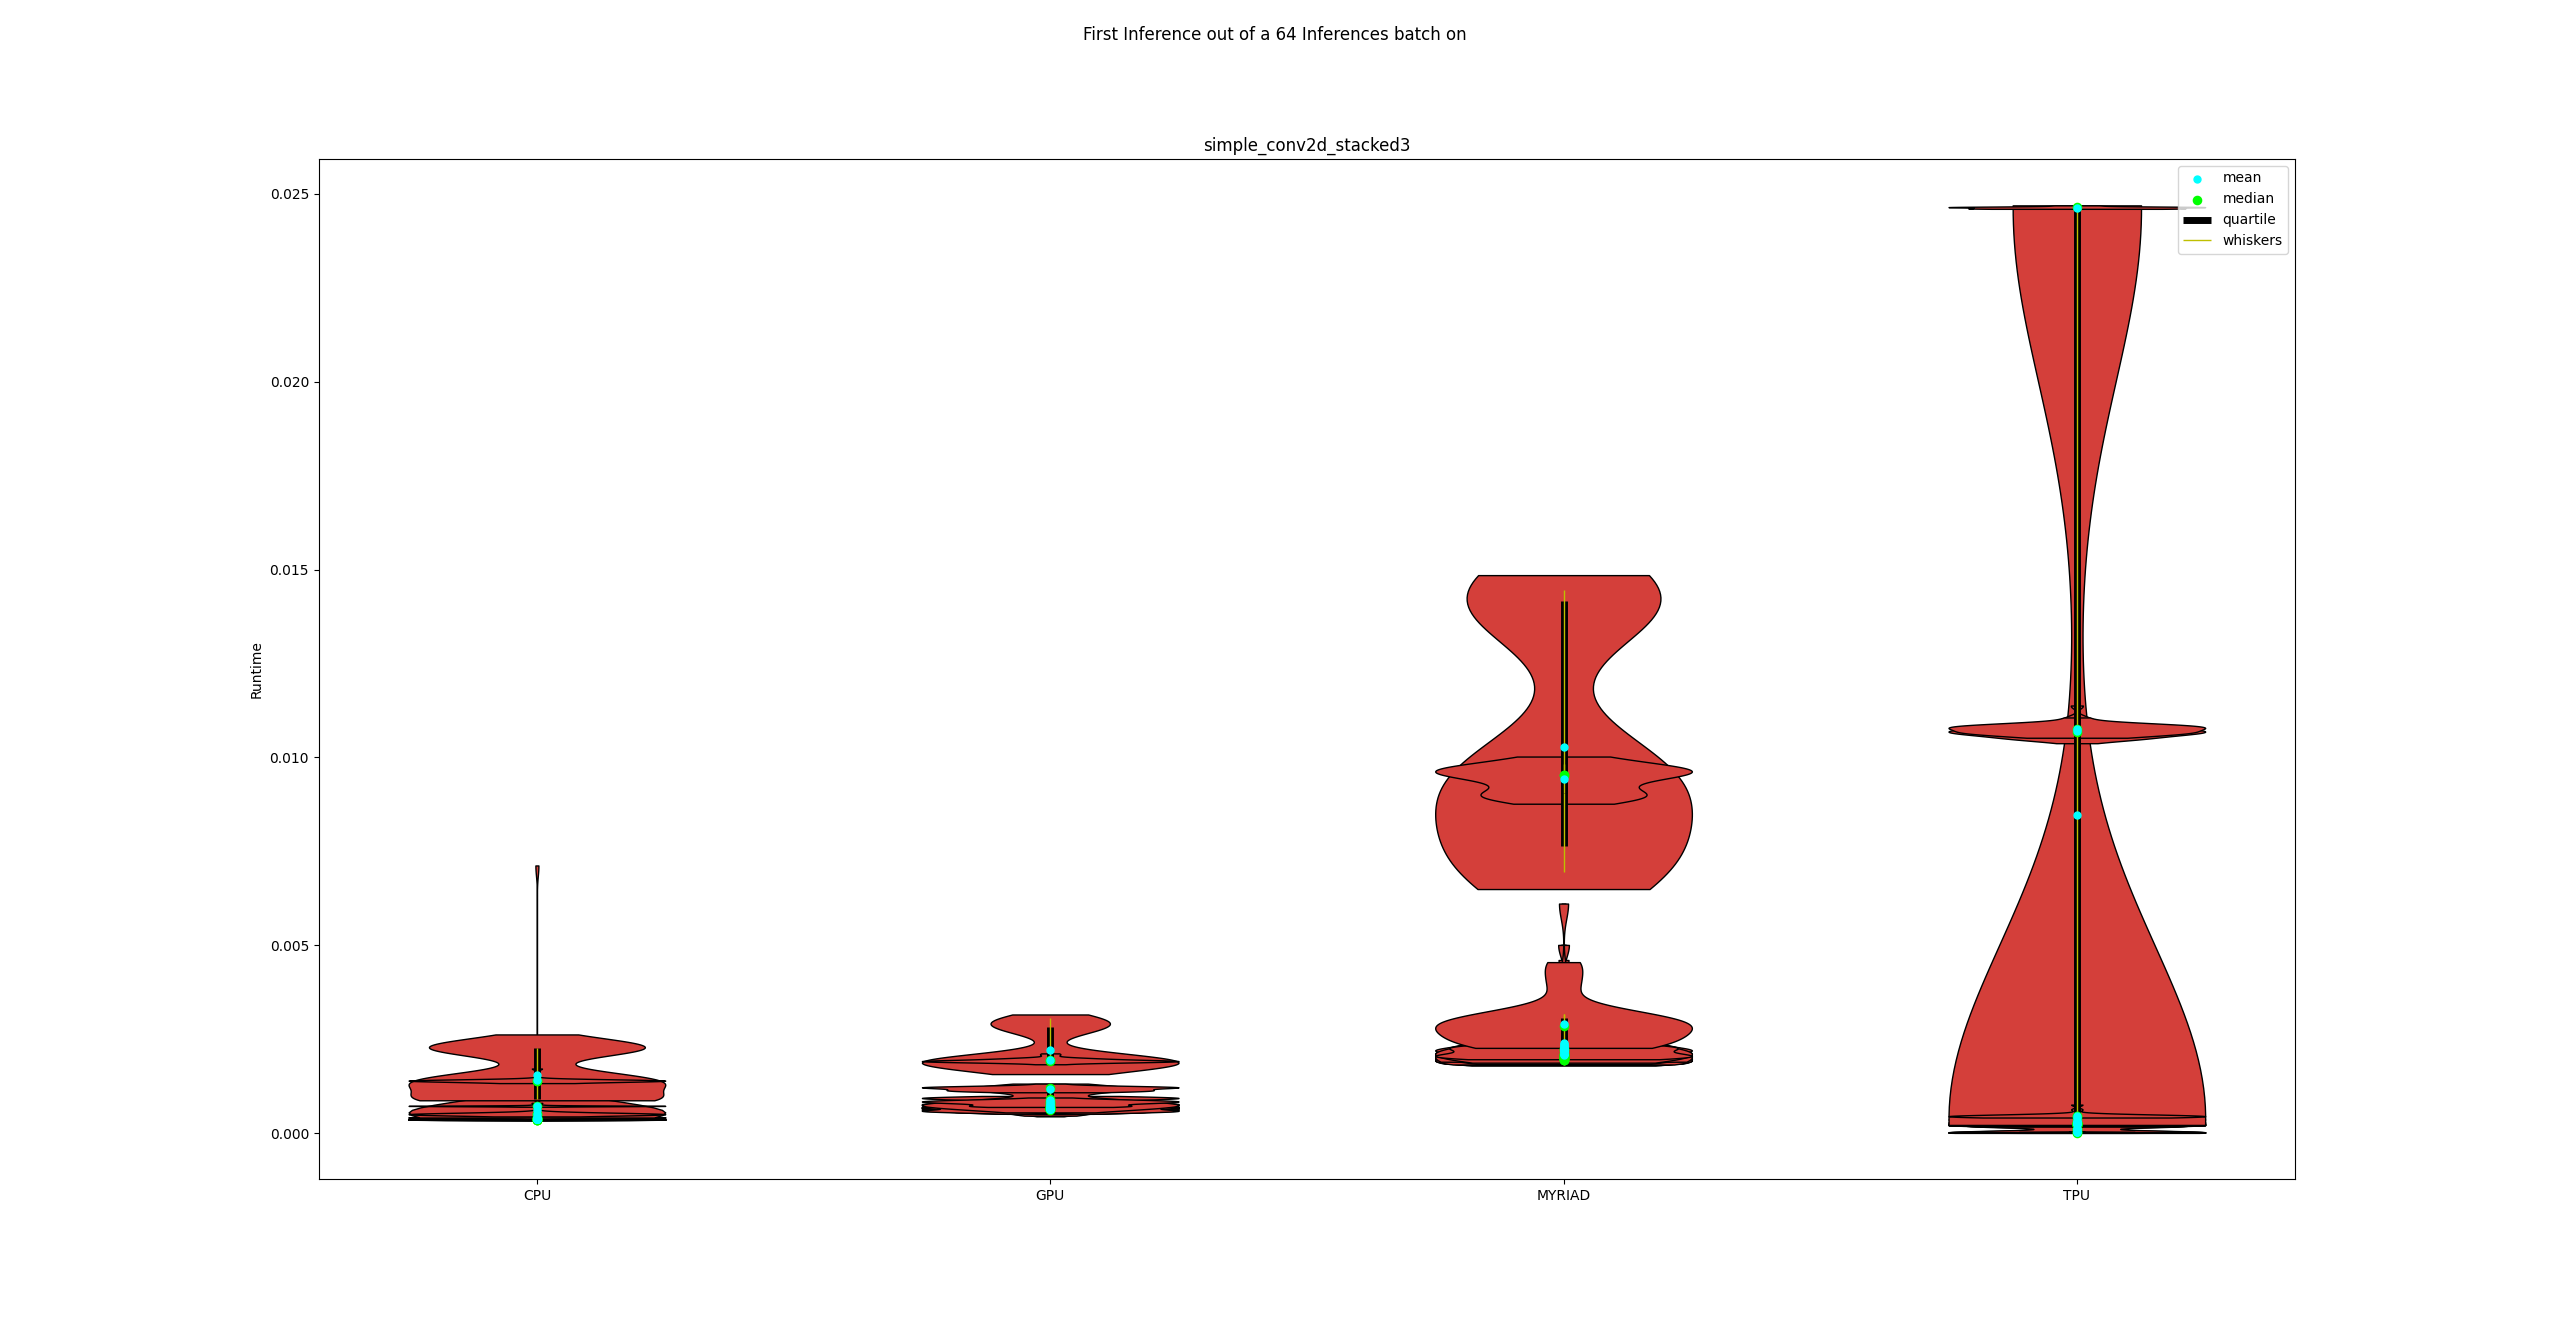 First Inference out of a 64 Inferences batch on
simple_conv2d_stacked3
mean
median
quartile
whiskers
0.025
0.020
0.015
0.010
0.005
0.000
Runtime
CPU
GPU
MYRIAD
TPU